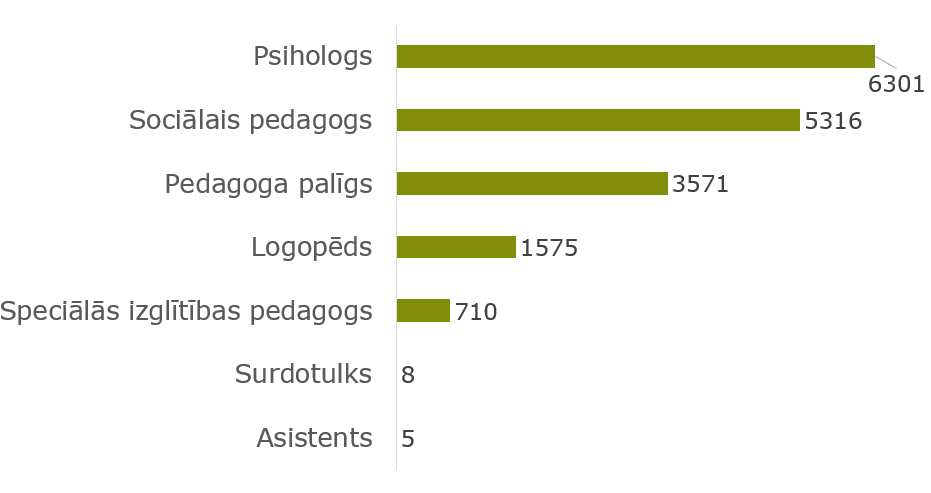 Psihologs
6301
Sociālais pedagogs 5316
Pedagoga palīgs 3571
Logopēds 1575
Speciālās izglītības pedagogs 710
Surdotulks 8
Asistents 5